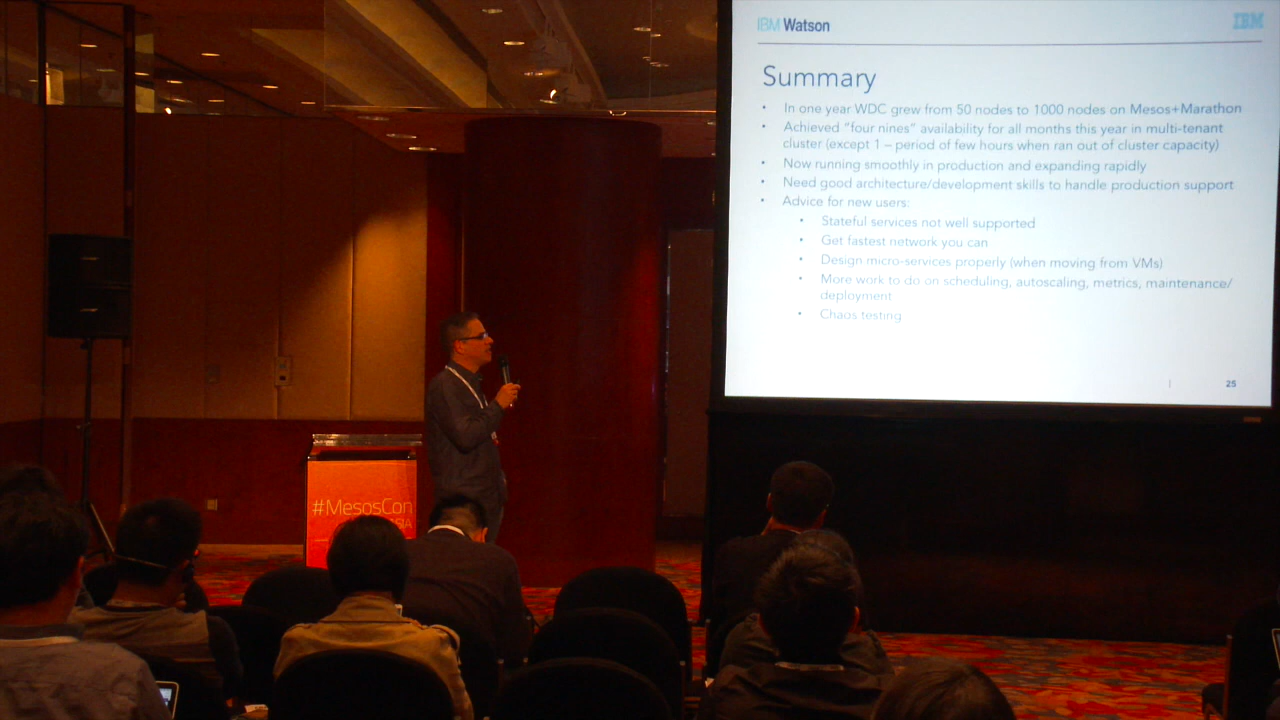 IBM Watson
IBM
Summary
• In one year WDC grew from 50 nodes to 1000 nodes on Mesos+Marathon
• Achieved “four nines” availability for all months this year in multi-tenant
cluster (except 1 – period of few hours when ran out of cluster capacity)
• Now running smoothly in production and expanding rapidly
• Need good architecture/development skills to handle production support
• Advice for new users:
• Stateful services not well supported
• Get fastest network you can
• Design micro-services properly (when moving from VMs)
• More work to do on scheduling, autoscaling, metrics, maintenance/
deployment
• Chaos testing
| 25
#MesosCon
ASIA